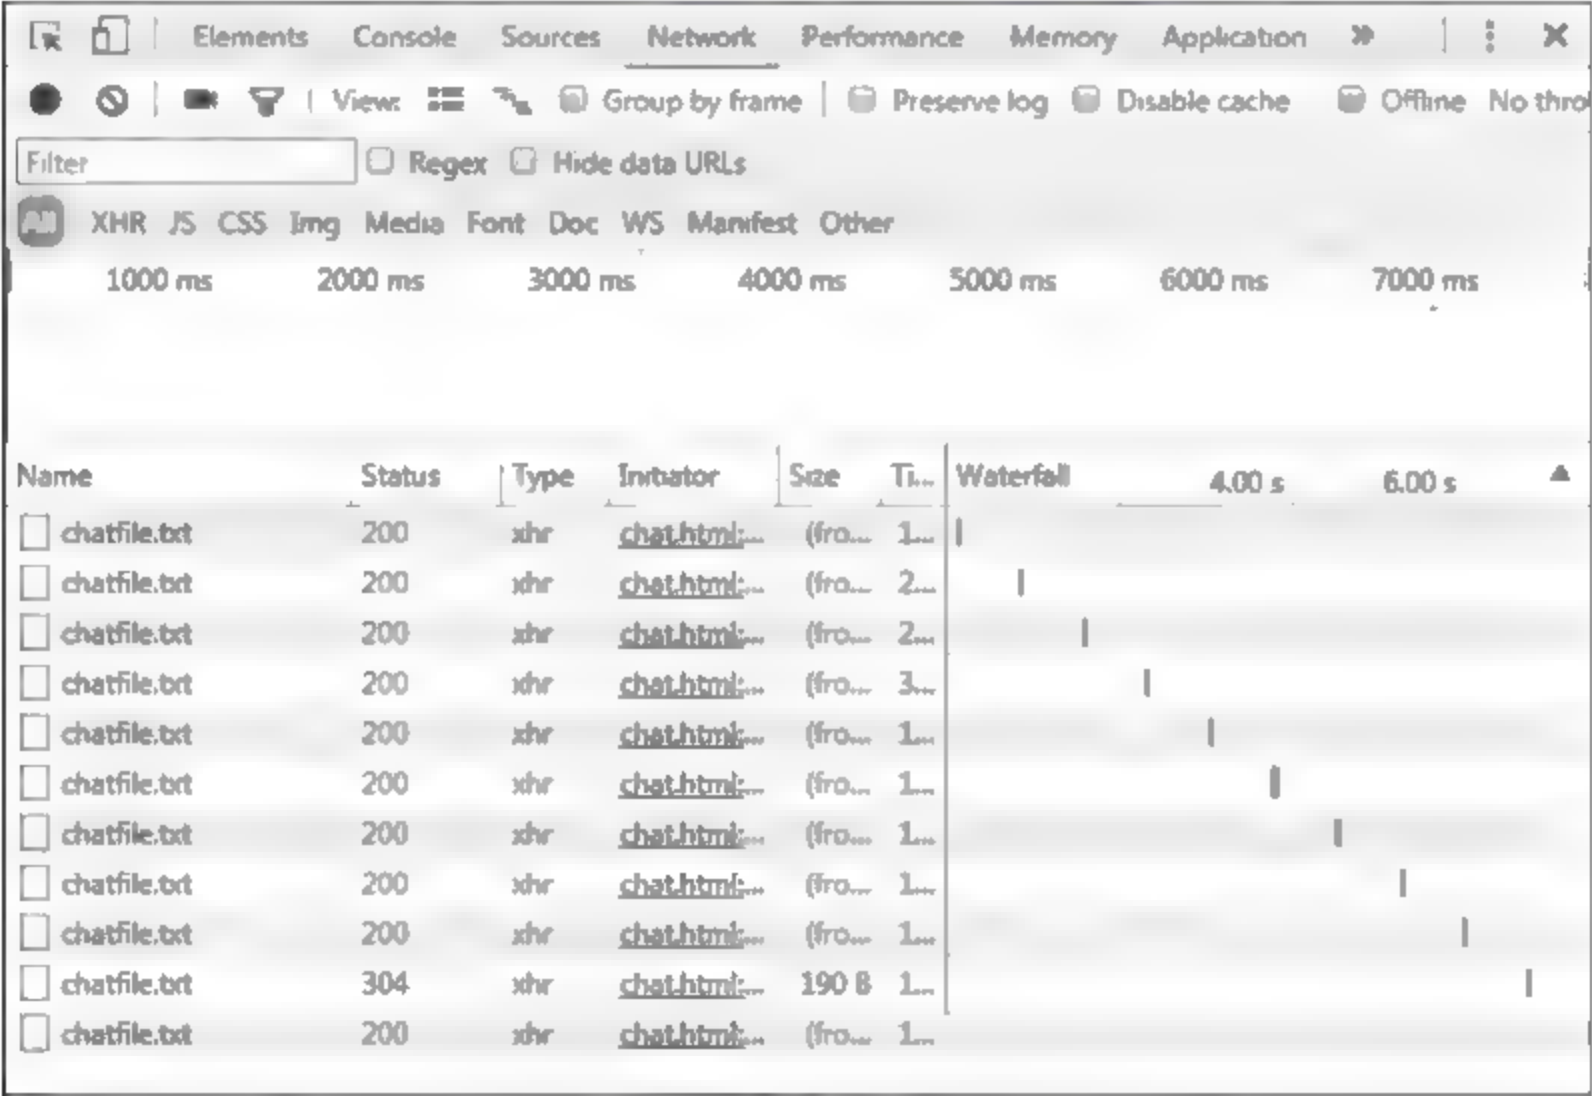 Elements Console Sources Network Performance Memory Application »
View: Group by frame Preserve log Disable cache Offline No thro
Filter Regex Hide data URLs
All XHR JS CSS Img Media Font Doc WS Manifest Other
1000 ms 2000 ms 3000 ms 4000 ms 5000 ms 6000 ms 7000 ms
Name Status Type Initiator Size Ti... Waterfall 4.00 s 6.00 s
chatfile.txt 200 xhr chat.html:... (fro... 1...
chatfile.txt 200 xhr chat.html:... (fro... 2...
chatfile.txt 200 xhr chat.html:... (fro... 2...
chatfile.txt 200 xhr chat.html:... (fro... 3...
chatfile.txt 200 xhr chat.html:... (fro... 1...
chatfile.txt 200 xhr chat.html:... (fro... 1...
chatfile.txt 200 xhr chat.html:... (fro... 1...
chatfile.txt 200 xhr chat.html:... (fro... 1...
chatfile.txt 200 xhr chat.html:... (fro... 1...
chatfile.txt 304 xhr chat.html:... 190 B 1...
chatfile.txt 200 xhr chat.html:... (fro... 1...